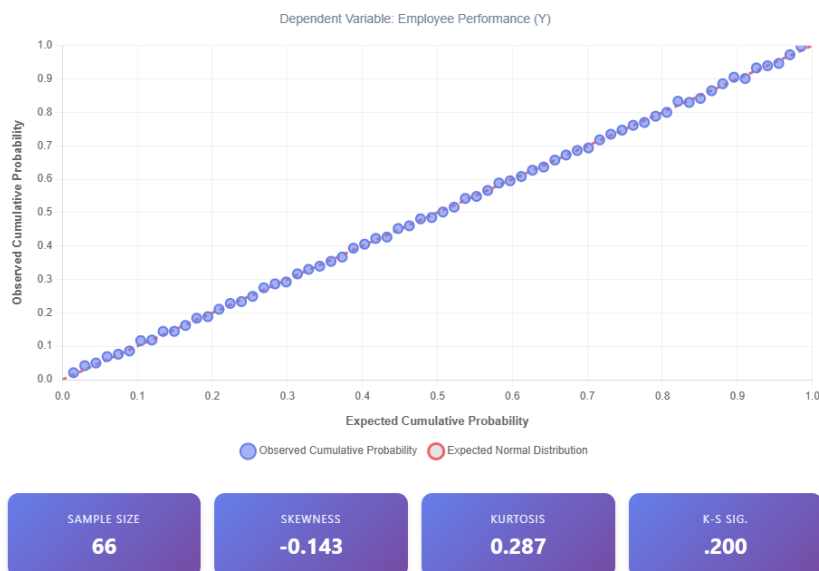 Dependent Variable: Employee Performance (Y)
1.0
0.9
0.8
0.7
0.6
0.5
0.4
0.3
0.2
0.1
0.0
Observed Cumulative Probability
0.0 0.1 0.2 0.3 0.4 0.5 0.6 0.7 0.8 0.9 1.0
Expected Cumulative Probability
Observed Cumulative Probability Expected Normal Distribution
SAMPLE SIZE SKEWNESS KURTOSIS K-S SIG.
66 -0.143 0.287 .200